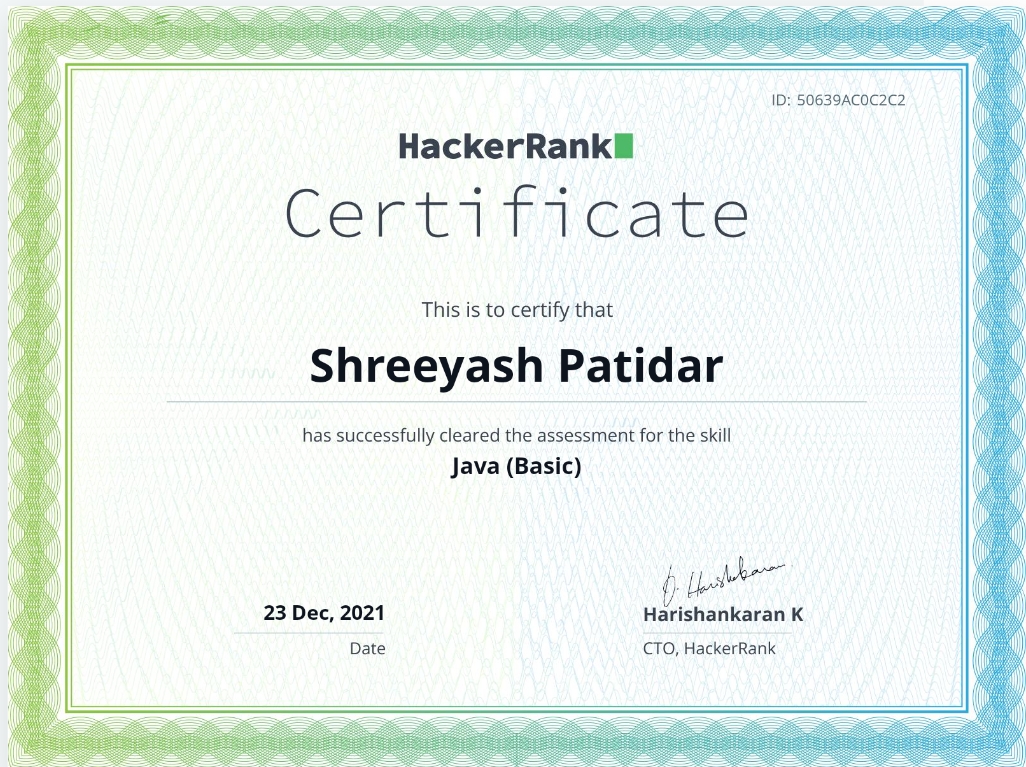 ID: 50639AC0C2C2
HackerRank
Certificate
This is to certify that
Shreeyash Patidar
has successfully cleared the assessment for the skill
Java (Basic)
23 Dec, 2021
Date
Harishankaran
Harishankaran K
CTO, HackerRank